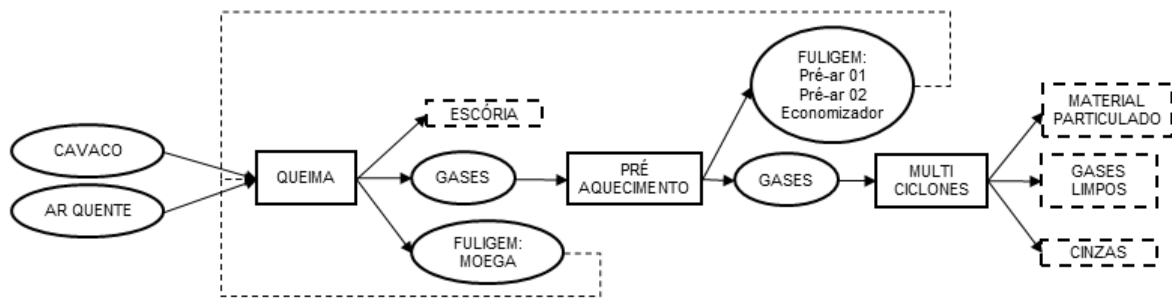 CAVACO
AR QUENTE
QUEIMA
ESCÓRIA
GASES
FULIGEM:
MOEGA
PRÉ
AQUECIMENTO
FULIGEM:
Pré-ar 01
Pré-ar 02
Economizador
GASES
MULTI
CICLONES
MATERIAL
PARTICULADO
GASES
LIMPOS
CINZAS